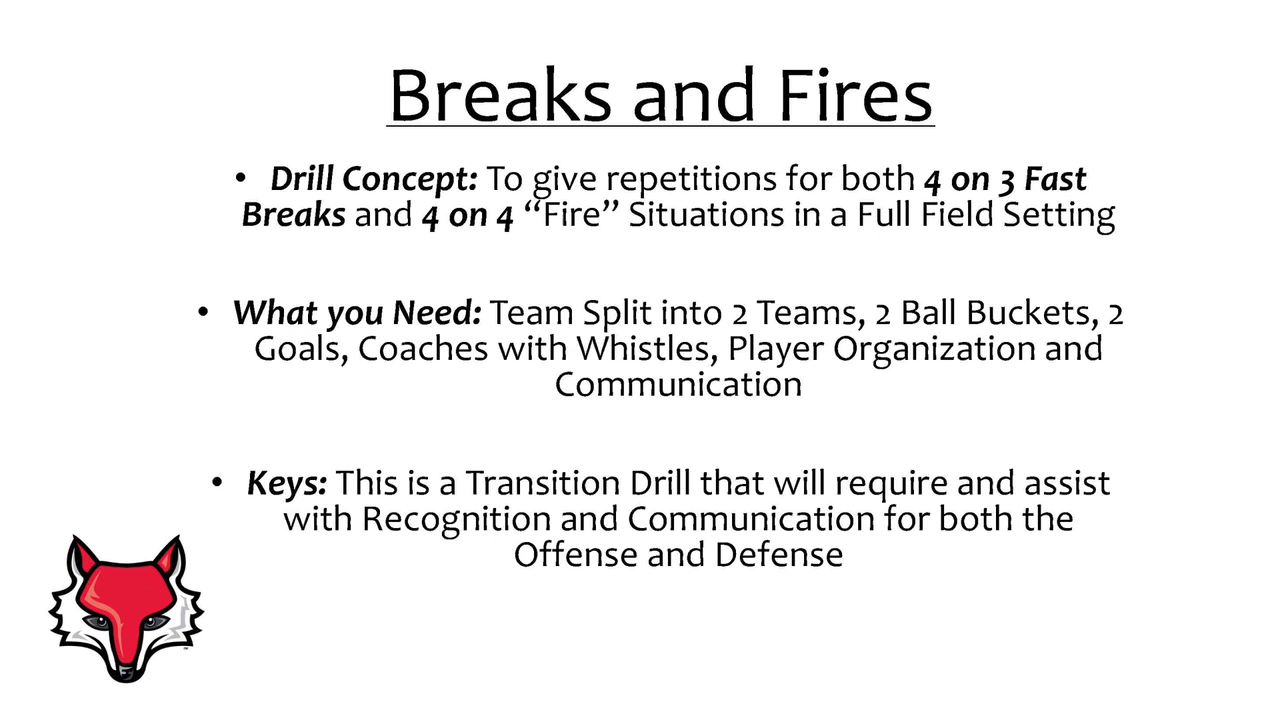 Breaks and Fires
• Drill Concept: To give repetitions for both 4 on 3 Fast
Breaks and 4 on 4 “Fire” Situations in a Full Field Setting
• What you Need: Team Split into 2 Teams, 2 Ball Buckets, 2
Goals, Coaches with Whistles, Player Organization and
Communication
• Keys: This is a Transition Drill that will require and assist
with Recognition and Communication for both the
Offense and Defense